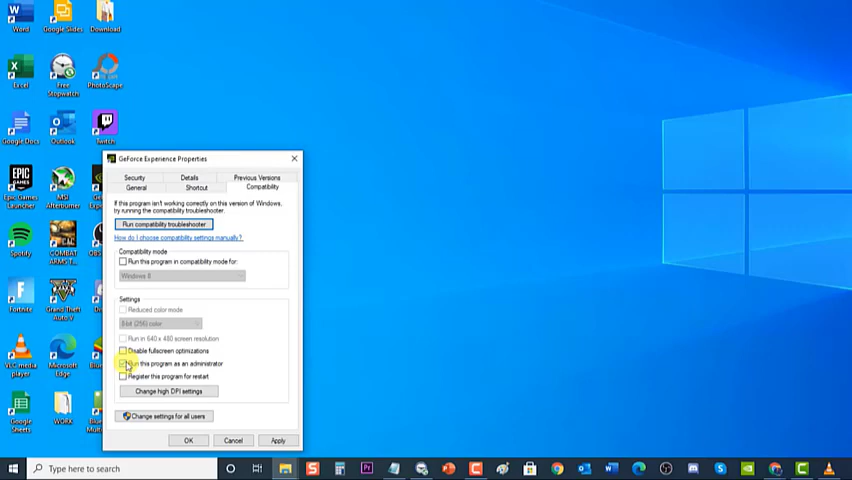 Word
Google Slides
Download
Excel
Free
Stopwatch
PhotoScape
Google Docs
Outlook
Twitch
GeForce Experience Properties
Security
Details
Previous Versions
General
Shortcut
Compatibility
If this program isn't working correctly on this version of Windows,
try running the compatibility troubleshooter.
Run compatibility troubleshooter
How do I choose compatibility settings manually?
Compatibility mode
Run this program in compatibility mode for:
Windows 8
Settings
Reduced color mode
8-bit (256) color
Run in 640 x 480 screen resolution
Disable fullscreen optimizations
Run this program as an administrator
Register this program for restart
Change high DPI settings
Change settings for all users
OK
Cancel
Apply
EPIC
GAMES
Epic Games
Launcher
MSI
Afterburner
Spotify
COMBAT
ARMS T...
Fortnite
Grand Theft
Auto V
VLC media
player
Microsoft
Edge
Google
Sheets
WORK
Type here to search